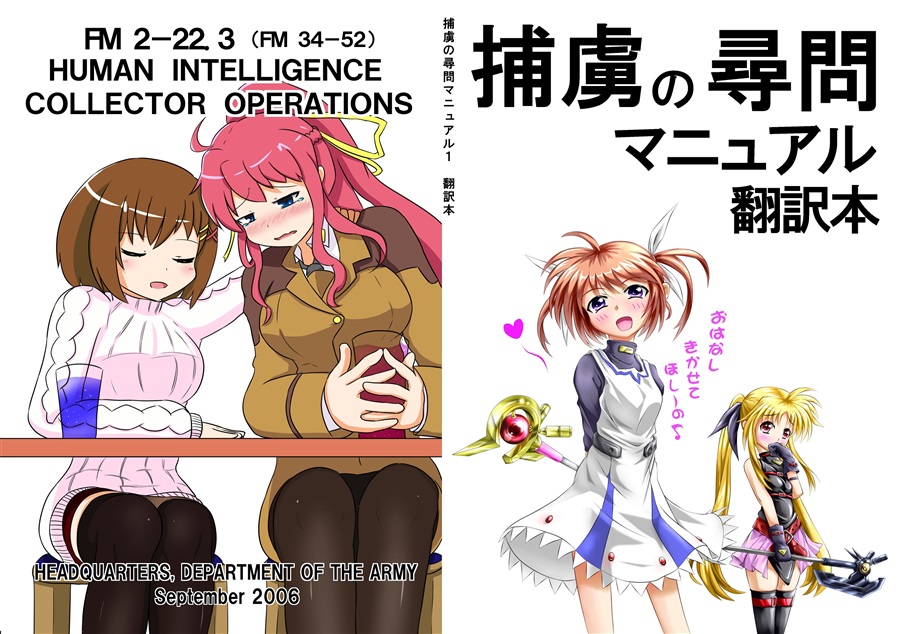 FM 2-22.3 (FM 34-52)
HUMAN INTELLIGENCE
COLLECTOR OPERATIONS
HEADQUARTERS, DEPARTMENT OF THE ARMY
September 2006
捕虜の尋問マニュアル1 翻訳本
捕虜の尋問
マニュアル
翻訳本
おはなし
きかせて
ほし〜の♪